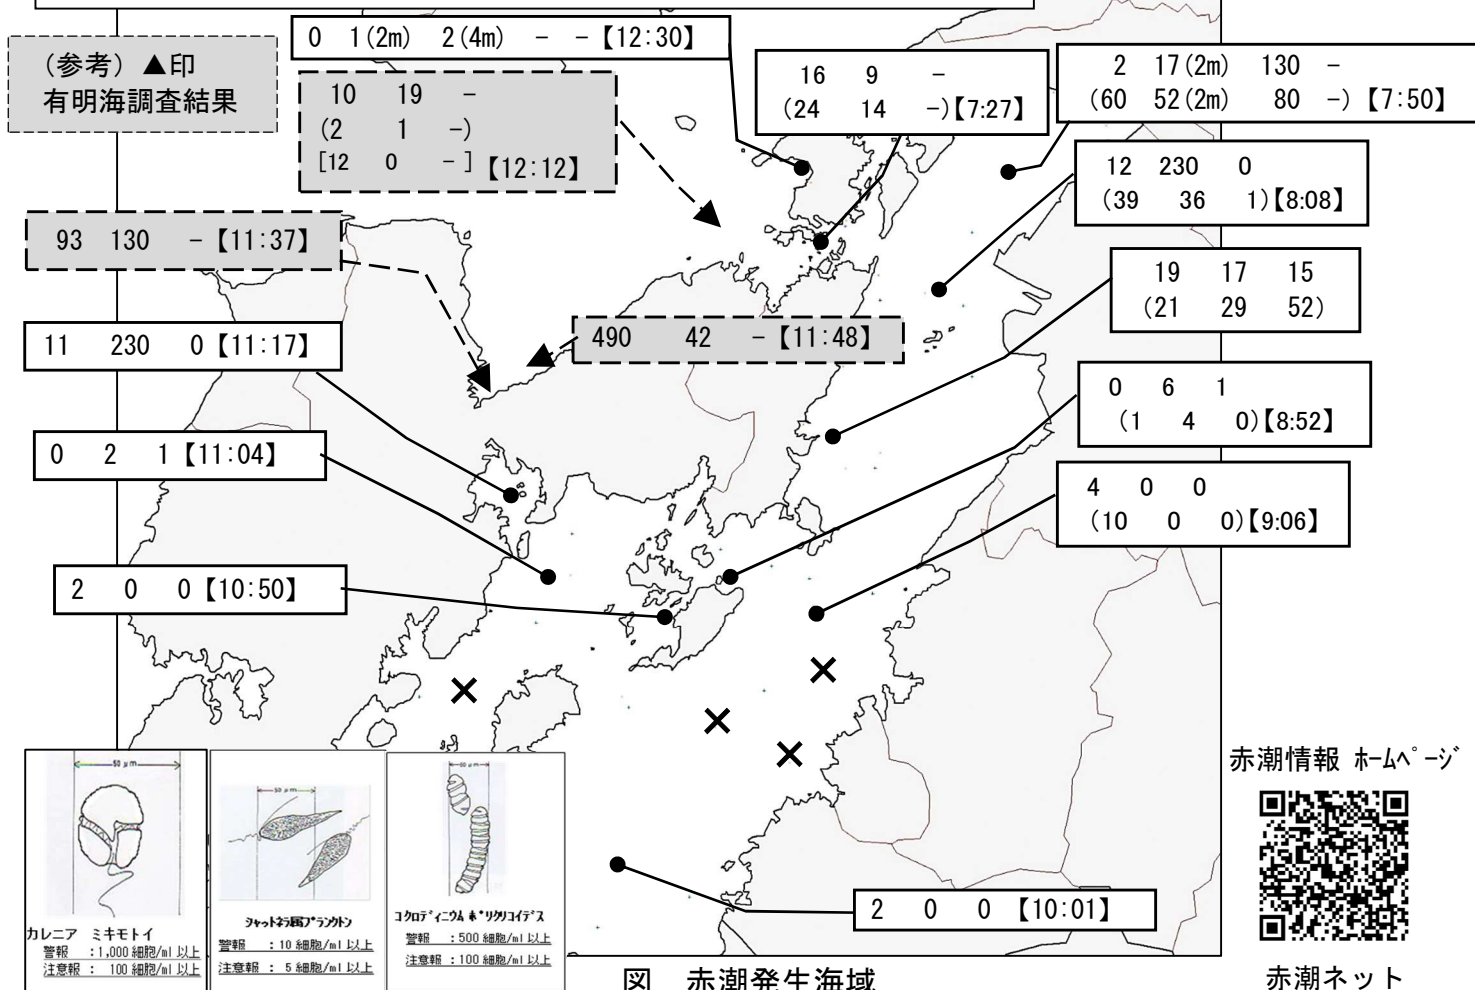 (参考) ▲印
有明海調査結果
0 1(2m) 2(4m) - -【12:30】
10 19 -
(2 1 -)
[12 0 -]【12:12】
16 9 -
(24 14 -)【7:27】
2 17(2m) 130 -
(60 52(2m) 80 -)【7:50】
12 230 0
(39 36 1)【8:08】
93 130 -【11:37】
19 17 15
(21 29 52)
11 230 0【11:17】
490 42 -【11:48】
0 6 1
(1 4 0)【8:52】
0 2 1【11:04】
4 0 0
(10 0 0)【9:06】
2 0 0【10:50】
2 0 0【10:01】
50 μm
カレニア ミキモトイ
警報 :1,000 細胞/ml 以上
注意報 : 100 細胞/ml 以上
50 μm
シャットネラ属プランクトン
警報 :10 細胞/ml 以上
注意報 : 5 細胞/ml 以上
コクロディニウム ポリクリコイデス
警報 :500 細胞/ml 以上
注意報 :100 細胞/ml 以上
図 赤潮発生海域
赤潮情報 ホームページ
赤潮ネット